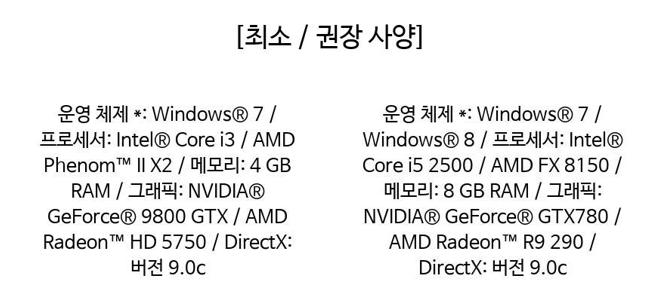 [최소 / 권장 사양]
운영 체제 *: Windows® 7 /
프로세서: Intel® Core i3 / AMD
Phenom™ II X2 / 메모리: 4 GB
RAM / 그래픽: NVIDIA®
GeForce® 9800 GTX / AMD
Radeon™ HD 5750 / DirectX:
버전 9.0c
운영 체제 *: Windows® 7 /
Windows® 8 / 프로세서: Intel®
Core i5 2500 / AMD FX 8150 /
메모리: 8 GB RAM / 그래픽:
NVIDIA® GeForce® GTX780 /
AMD Radeon™ R9 290 /
DirectX: 버전 9.0c